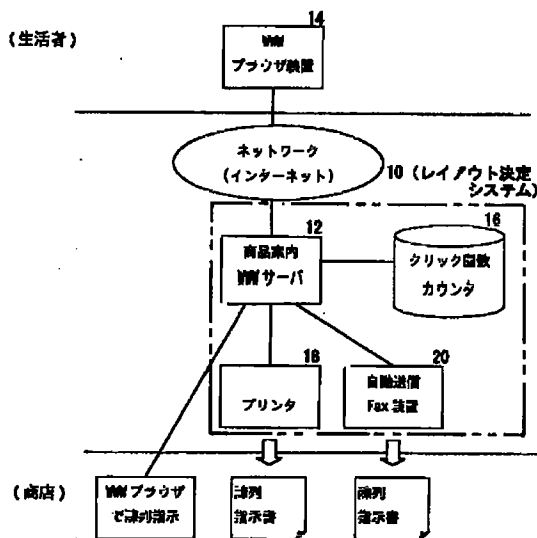 (生活者)
14
WWW
ブラウザ装置
ネットワーク
(インターネット)
10 (レイアウト決定
システム)
12
商品案内
WWWサーバ
16
クリック回数
カウンタ
18
プリンタ
20
自動送信
Fax 装置
(商店)
WWWブラウザ
で陳列指示
陳列
指示書
陳列
指示書